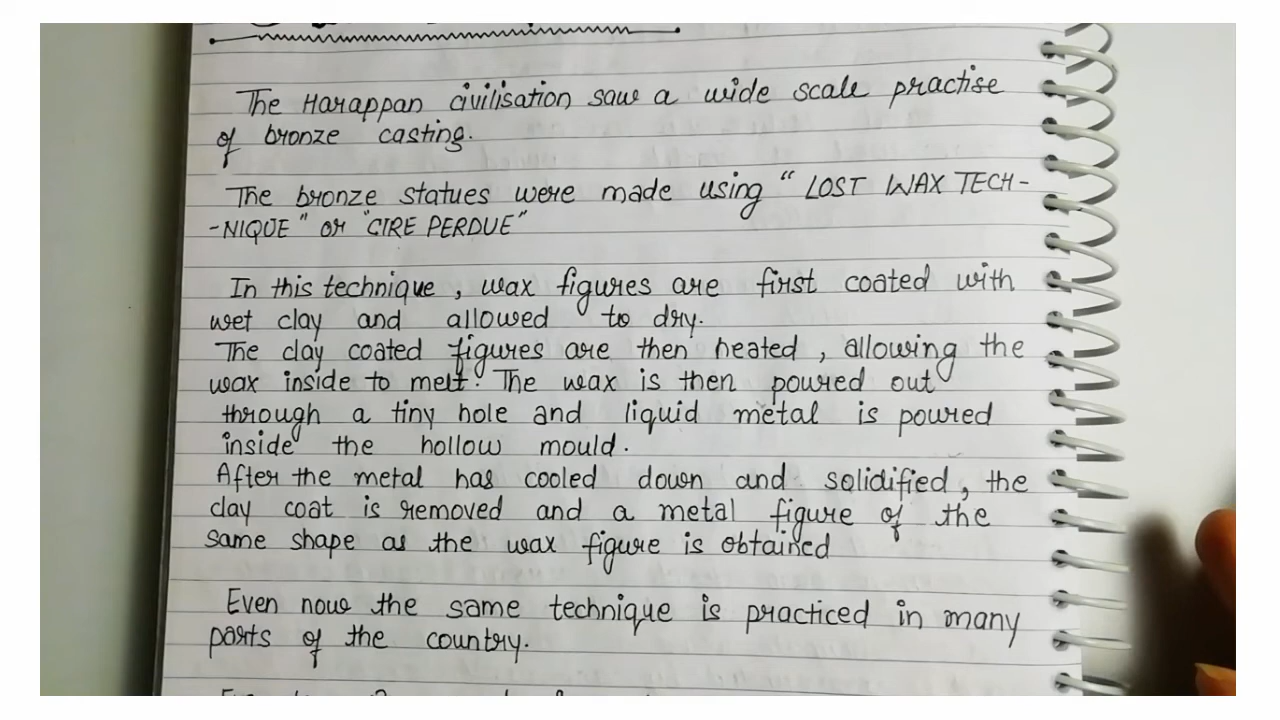 The Harappan civilisation saw a wide scale practise
of bronze casting.
The bronze statues were made using "LOST WAX TECH-
-NIQUE" or "CIRE PERDUE"
In this technique, wax figures are first coated with
wet clay and allowed to dry.
The clay coated figures are then heated, allowing the
wax inside to melt. The wax is then poured out
through a tiny hole and liquid metal is poured
inside the hollow mould.
After the metal has cooled down and solidified, the
clay coat is removed and a metal figure of the
same shape as the wax figure is obtained
Even now the same technique is practiced in many
parts of the country.